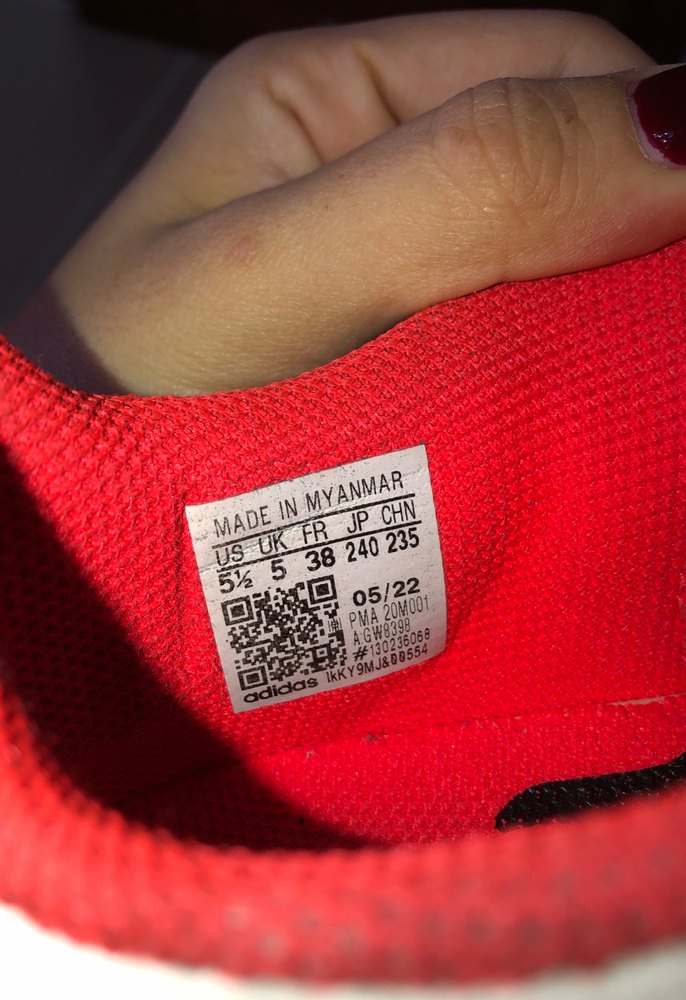 MADE IN MYANMAR
US UK FR JP CHN
5½ 5 38 240 235
05/22
PMA 20M001
A:GW8398
#130236068
adidas IkKY9MJ&00554